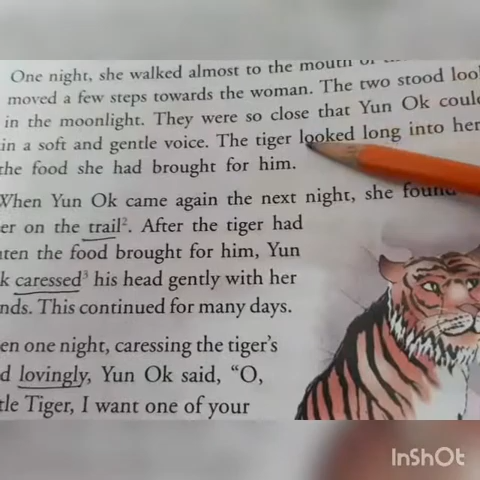 One night, she walked almost to the mouth of
moved a few steps towards the woman. The two stood loo
in the moonlight. They were so close that Yun Ok coul
in a soft and gentle voice. The tiger looked long into her
the food she had brought for him.
When Yun Ok came again the next night, she found
er on the trail². After the tiger had
ten the food brought for him, Yun
k caressed³ his head gently with her
nds. This continued for many days.
en one night, caressing the tiger's
d lovingly, Yun Ok said, “O,
tle Tiger, I want one of your
InShOt